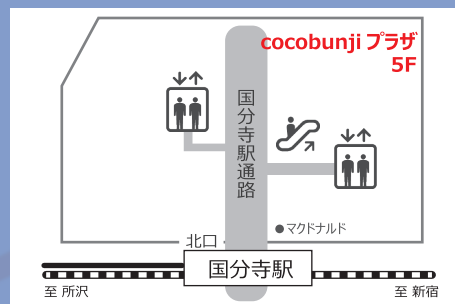 cocobunji プラザ
5F
国分寺駅通路
●マクドナルド
北口
国分寺駅
至 所沢
至 新宿